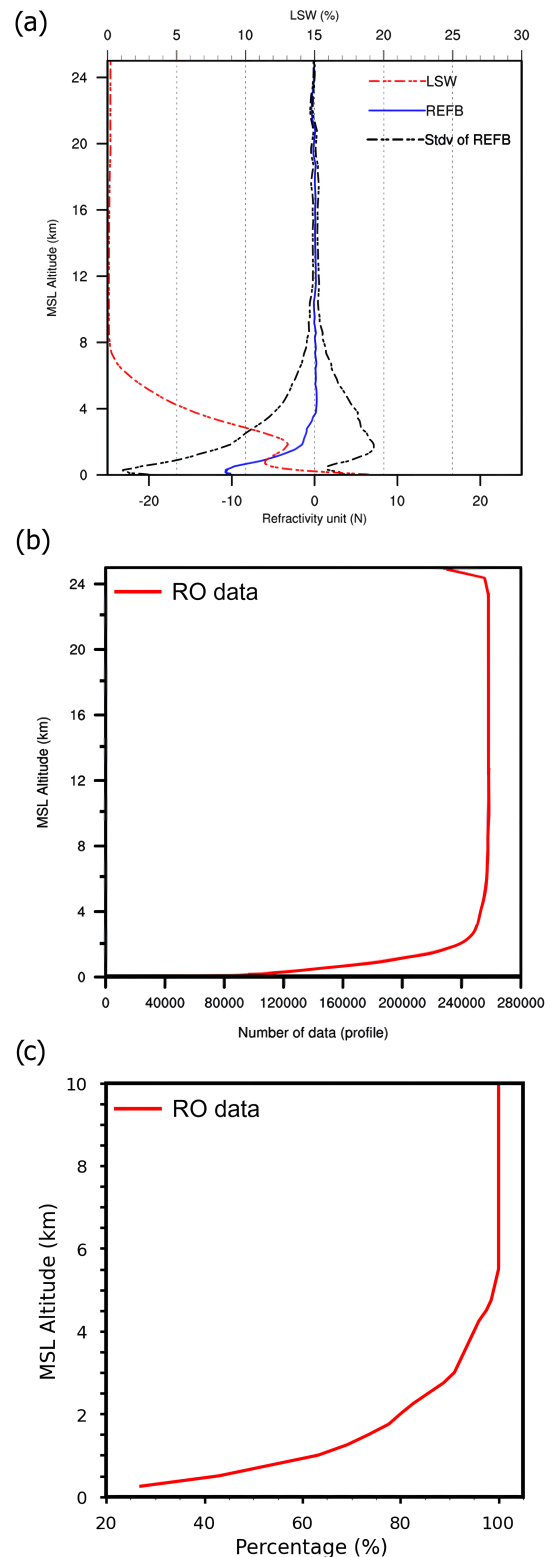 (a)
LSW (%)
0 5 10 15 20 25 30
LSW
REFB
Stdv of REFB
24
20
16
12
8
4
0
MSL Altitude (km)
-20 -10 0 10 20
Refractivity unit (N)
(b)
RO data
24
20
16
12
8
4
0
MSL Altitude (km)
0 40000 80000 120000 160000 200000 240000 280000
Number of data (profile)
(c)
RO data
10
8
6
4
2
0
MSL Altitude (km)
20 40 60 80 100
Percentage (%)